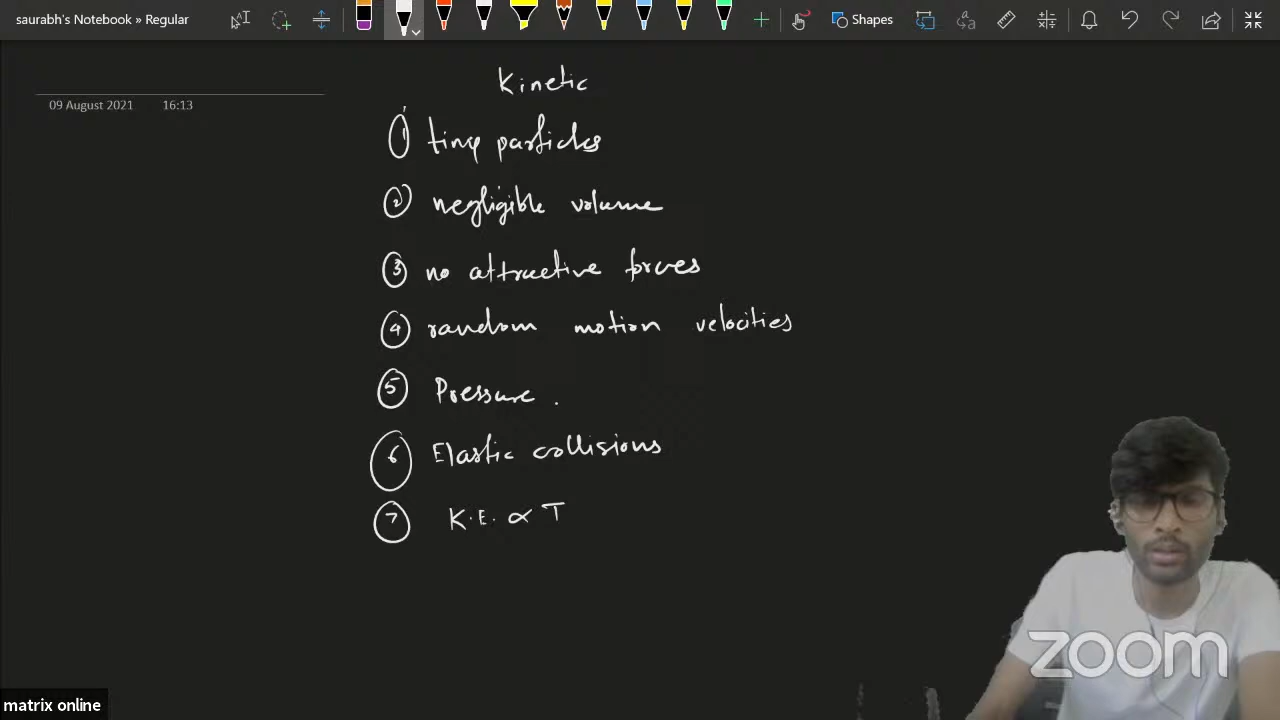 saurabh's Notebook » Regular
Shapes
09 August 2021 16:13
Kinetic
① tiny particles
② negligible volume
③ no attractive forces
④ random motion velocities
⑤ Pressure.
⑥ Elastic collisions
⑦ K.E. ∝ T
zoom
matrix online